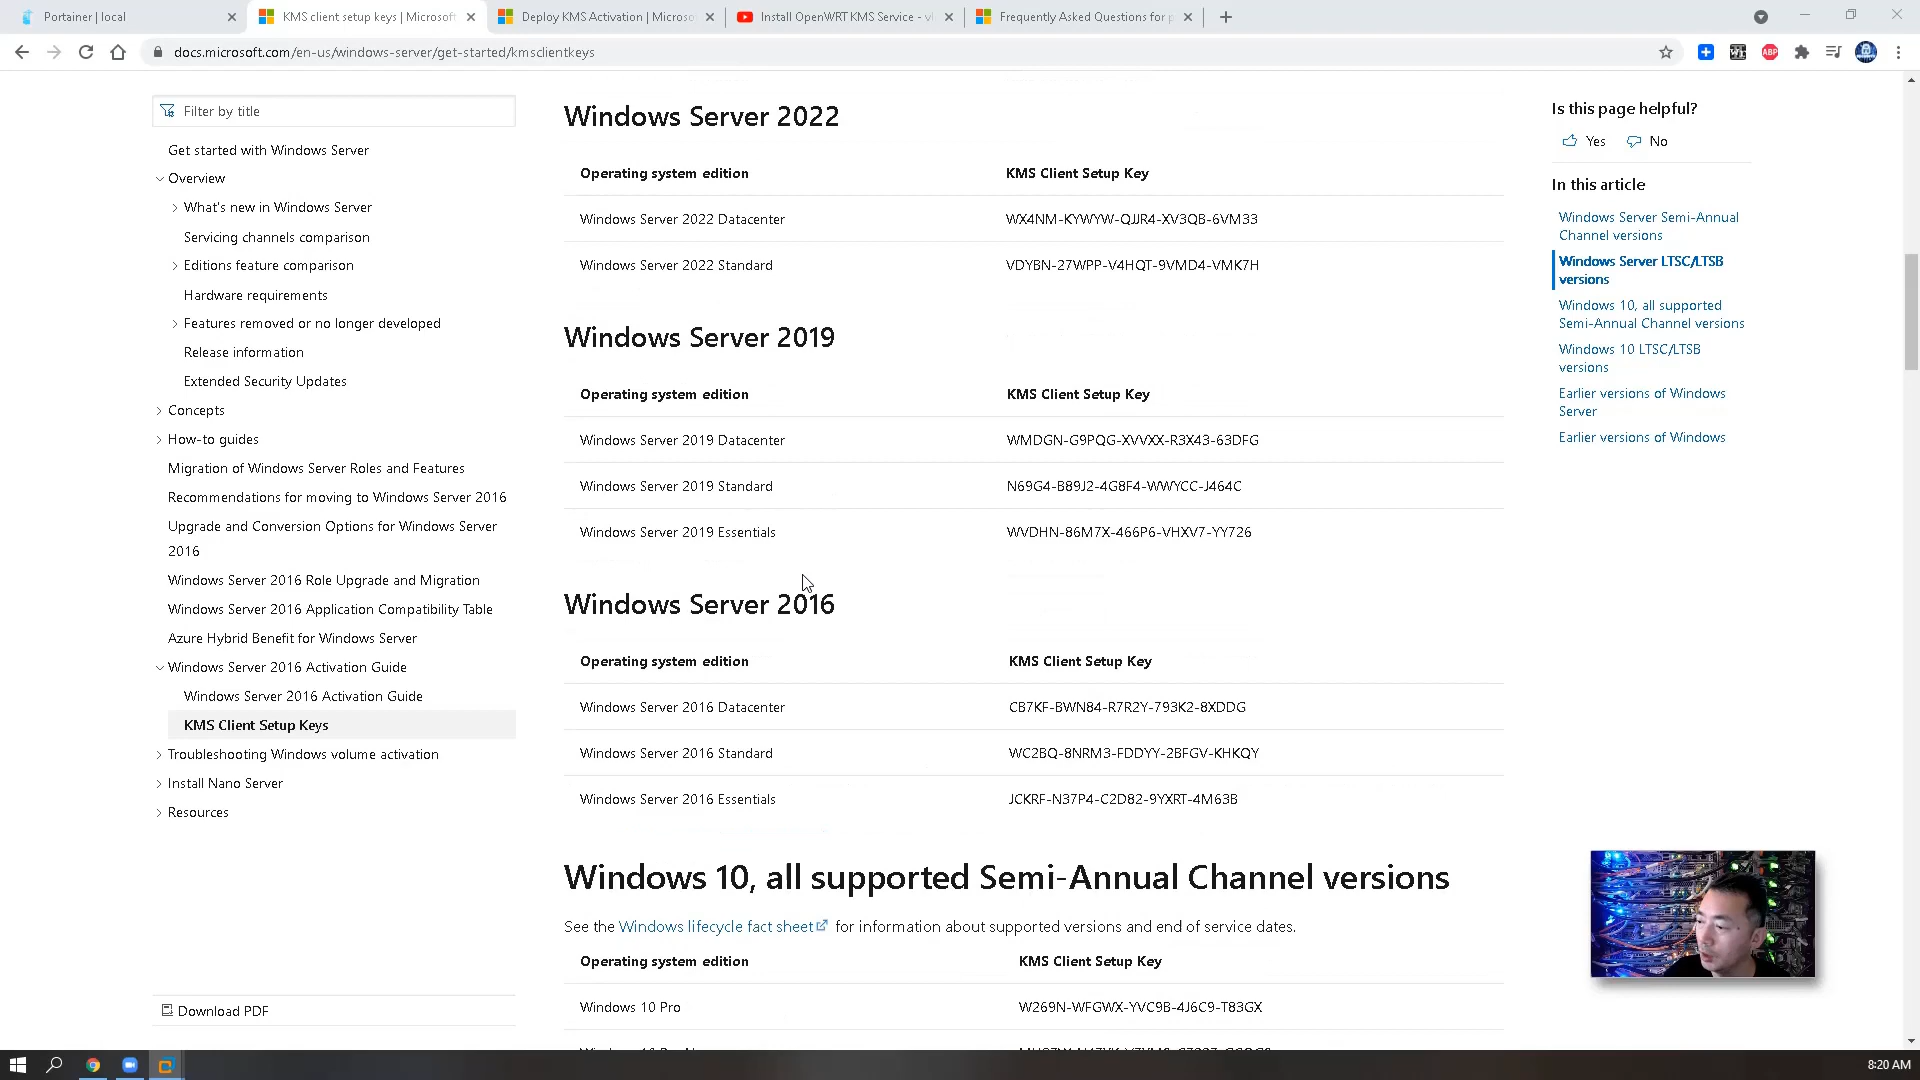 Portainer | local
KMS client setup keys | Microsoft
Deploy KMS Activation | Microso
Install OpenWRT KMS Service - vl
Frequently Asked Questions for p
docs.microsoft.com/en-us/windows-server/get-started/kmsclientkeys
ABP
Filter by title
Get started with Windows Server
Overview
What's new in Windows Server
Servicing channels comparison
Editions feature comparison
Hardware requirements
Features removed or no longer developed
Release information
Extended Security Updates
Concepts
How-to guides
Migration of Windows Server Roles and Features
Recommendations for moving to Windows Server 2016
Upgrade and Conversion Options for Windows Server
2016
Windows Server 2016 Role Upgrade and Migration
Windows Server 2016 Application Compatibility Table
Azure Hybrid Benefit for Windows Server
Windows Server 2016 Activation Guide
Windows Server 2016 Activation Guide
KMS Client Setup Keys
Troubleshooting Windows volume activation
Install Nano Server
Resources
Download PDF
Windows Server 2022
Operating system edition KMS Client Setup Key
Windows Server 2022 Datacenter WX4NM-KYWYW-QJJR4-XV3QB-6VM33
Windows Server 2022 Standard VDYBN-27WPP-V4HQT-9VMD4-VMK7H
Windows Server 2019
Operating system edition KMS Client Setup Key
Windows Server 2019 Datacenter WMDGN-G9PQG-XVVXX-R3X43-63DFG
Windows Server 2019 Standard N69G4-B89J2-4G8F4-WWYCC-J464C
Windows Server 2019 Essentials WVDHN-86M7X-466P6-VHXV7-YY726
Windows Server 2016
Operating system edition KMS Client Setup Key
Windows Server 2016 Datacenter CB7KF-BWN84-R7R2Y-793K2-8XDDG
Windows Server 2016 Standard WC2BQ-8NRM3-FDDYY-2BFGV-KHKQY
Windows Server 2016 Essentials JCKRF-N37P4-C2D82-9YXRT-4M63B
Windows 10, all supported Semi-Annual Channel versions
See the Windows lifecycle fact sheet for information about supported versions and end of service dates.
Operating system edition KMS Client Setup Key
Windows 10 Pro W269N-WFGWX-YVC9B-4J6C9-T83GX
Is this page helpful?
Yes No
In this article
Windows Server Semi-Annual
Channel versions
Windows Server LTSC/LTSB
versions
Windows 10, all supported
Semi-Annual Channel versions
Windows 10 LTSC/LTSB
versions
Earlier versions of Windows
Server
Earlier versions of Windows
8:20 AM